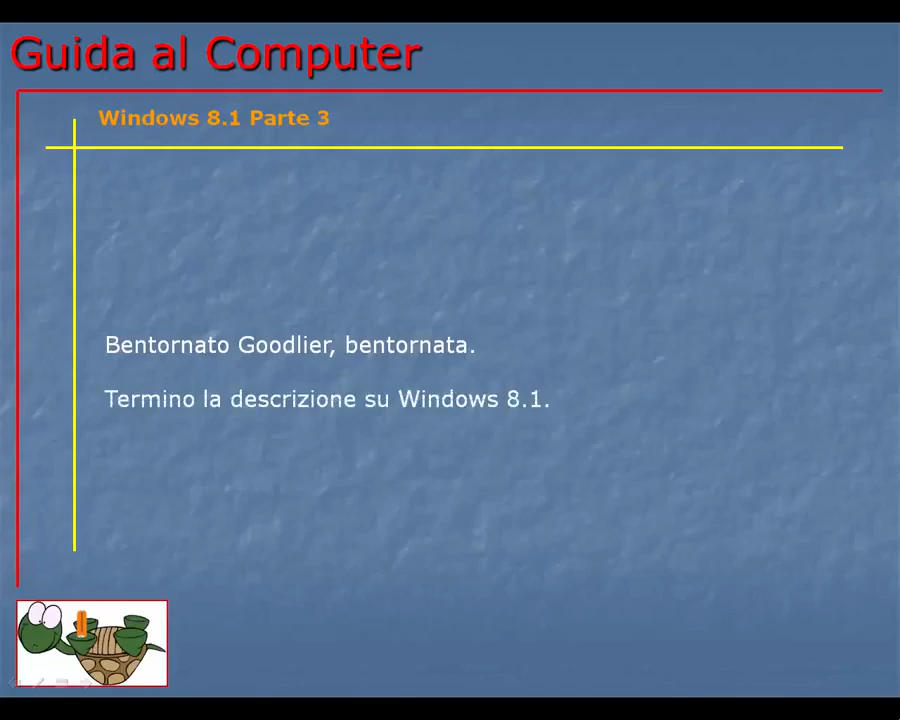 Guida al Computer
Windows 8.1 Parte 3
Bentornato Goodlier, bentornata.
Termino la descrizione su Windows 8.1.